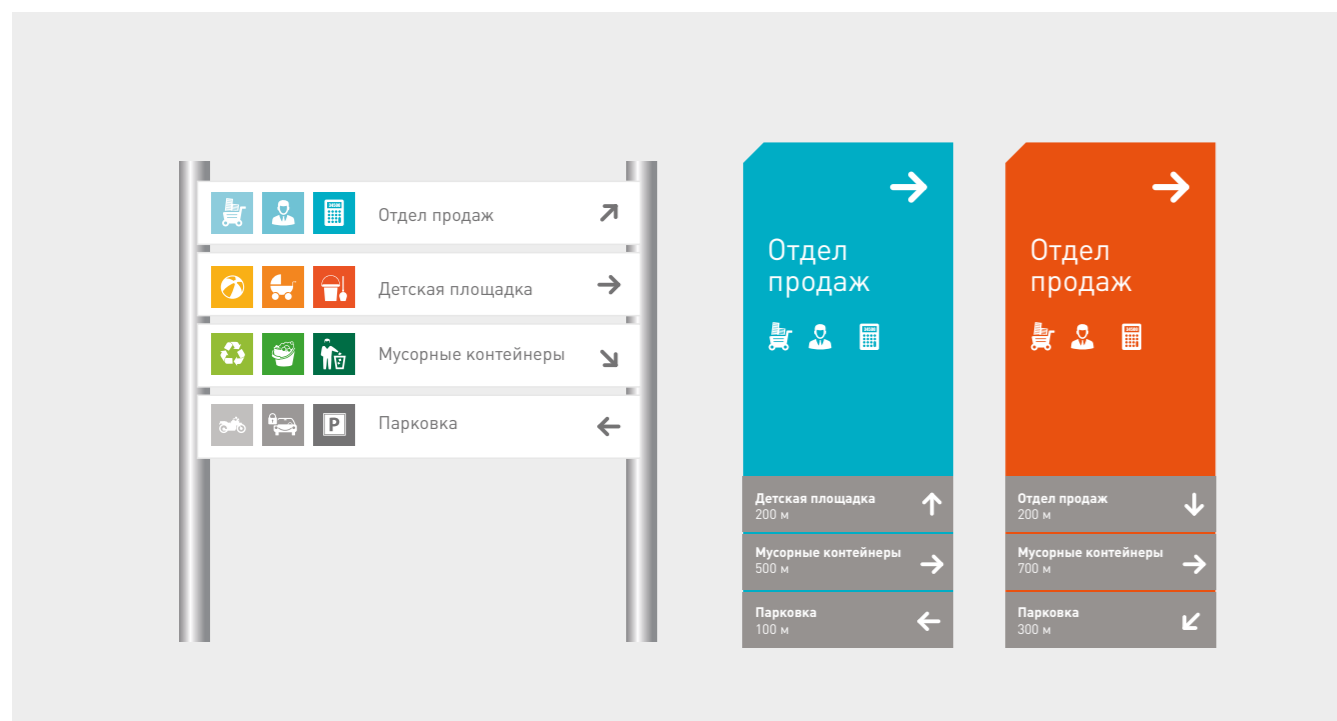 Отдел продаж
Детская площадка
Мусорные контейнеры
P
Парковка
Отдел
продаж
Детская площадка
200 м
Мусорные контейнеры
500 м
Парковка
100 м
Отдел
продаж
Отдел продаж
200 м
Мусорные контейнеры
700 м
Парковка
300 м